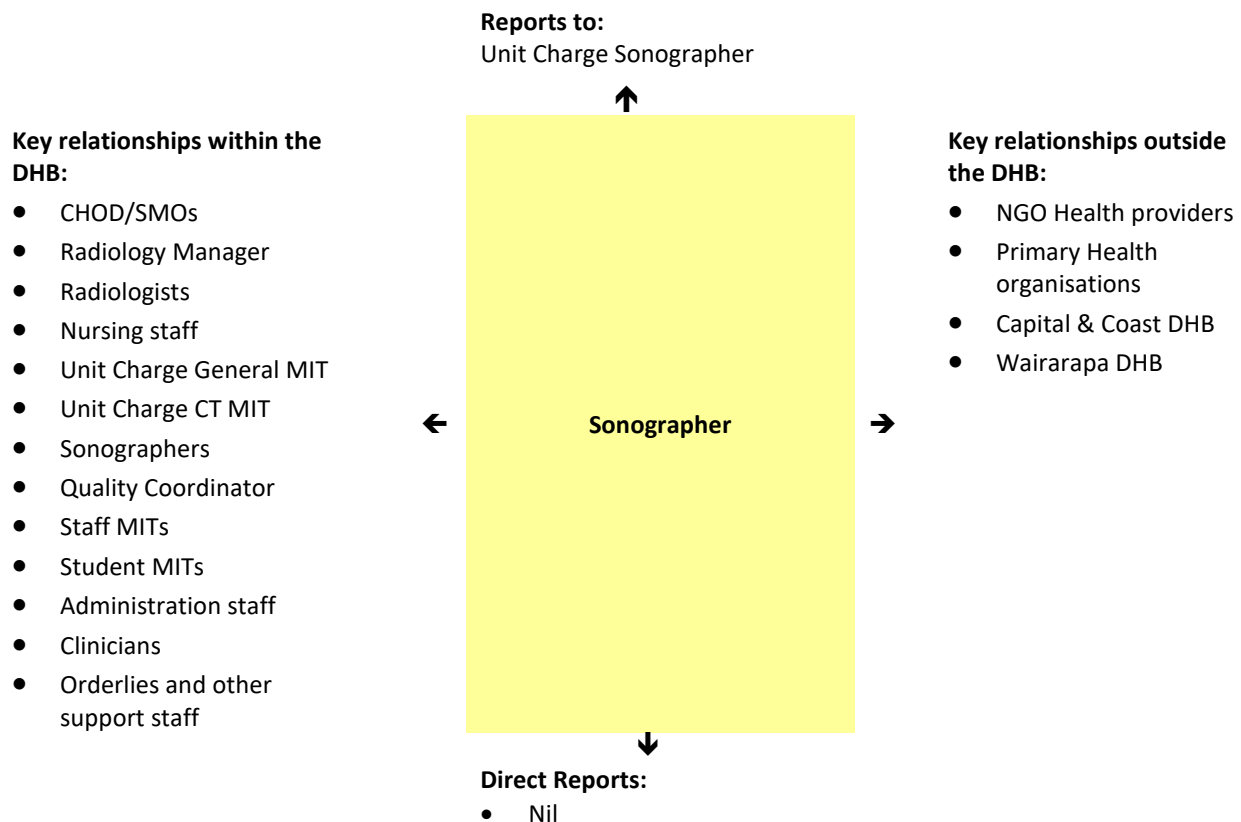 Reports to:
Unit Charge Sonographer
Key relationships within the
DHB:
• CHOD/SMOs
• Radiology Manager
• Radiologists
• Nursing staff
• Unit Charge General MIT
• Unit Charge CT MIT
• Sonographers
• Quality Coordinator
• Staff MITs
• Student MITs
• Administration staff
• Clinicians
• Orderlies and other
support staff
Sonographer
Key relationships outside
the DHB:
• NGO Health providers
• Primary Health
organisations
• Capital & Coast DHB
• Wairarapa DHB
Direct Reports:
• Nil